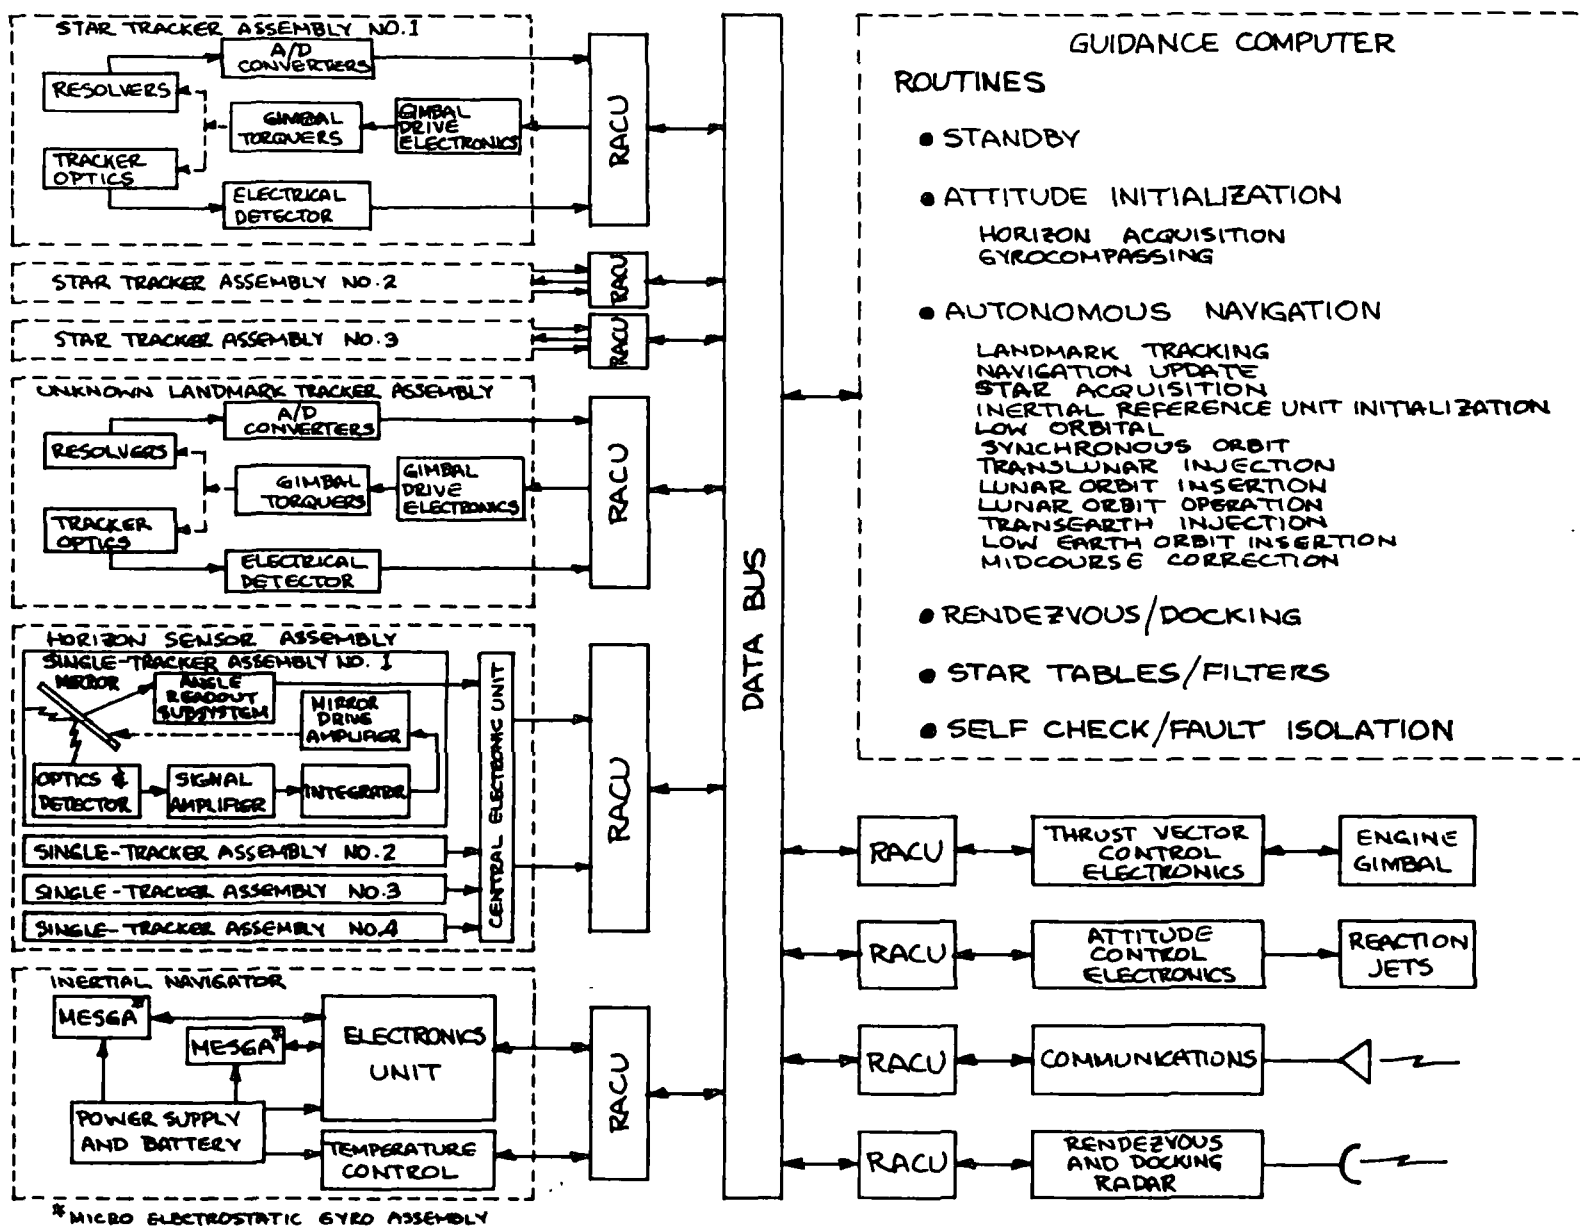 STAR TRACKER ASSEMBLY NO.1
A/D
CONVERTERS
RESOLVERS
GIMBAL
TORQUERS
GIMBAL
DRIVE
ELECTRONICS
TRACKER
OPTICS
ELECTRICAL
DETECTOR
RACU
STAR TRACKER ASSEMBLY NO.2
RACU
STAR TRACKER ASSEMBLY NO.3
RACU
UNKNOWN LANDMARK TRACKER ASSEMBLY
A/D
CONVERTERS
RESOLVERS
GIMBAL
TORQUERS
GIMBAL
DRIVE
ELECTRONICS
TRACKER
OPTICS
ELECTRICAL
DETECTOR
RACU
HORIZON SENSOR ASSEMBLY
SINGLE-TRACKER ASSEMBLY NO. 1
MIRROR
ANGLE
READOUT
SUBSYSTEM
MIRROR
DRIVE
AMPLIFIER
OPTICS &
DETECTOR
SIGNAL
AMPLIFIER
INTEGRATOR
SINGLE-TRACKER ASSEMBLY NO.2
SINGLE-TRACKER ASSEMBLY NO.3
SINGLE-TRACKER ASSEMBLY NO.4
CENTRAL ELECTRONIC UNIT
RACU
INERTIAL NAVIGATOR
MESGA*
MESGA*
ELECTRONICS
UNIT
POWER SUPPLY
AND BATTERY
TEMPERATURE
CONTROL
RACU
*MICRO ELECTROSTATIC GYRO ASSEMBLY
DATA BUS
GUIDANCE COMPUTER
ROUTINES
• STANDBY
• ATTITUDE INITIALIZATION
HORIZON ACQUISITION
GYROCOMPASSING
• AUTONOMOUS NAVIGATION
LANDMARK TRACKING
NAVIGATION UPDATE
STAR ACQUISITION
INERTIAL REFERENCE UNIT INITIALIZATION
LOW ORBITAL
SYNCHRONOUS ORBIT
TRANSLUNAR INJECTION
LUNAR ORBIT INSERTION
LUNAR ORBIT OPERATION
TRANSEARTH INJECTION
LOW EARTH ORBIT INSERTION
MIDCOURSE CORRECTION
• RENDEZVOUS/DOCKING
• STAR TABLES/FILTERS
• SELF CHECK/FAULT ISOLATION
RACU
THRUST VECTOR
CONTROL
ELECTRONICS
ENGINE
GIMBAL
RACU
ATTITUDE
CONTROL
ELECTRONICS
REACTION
JETS
RACU
COMMUNICATIONS
RACU
RENDEZVOUS
AND DOCKING
RADAR